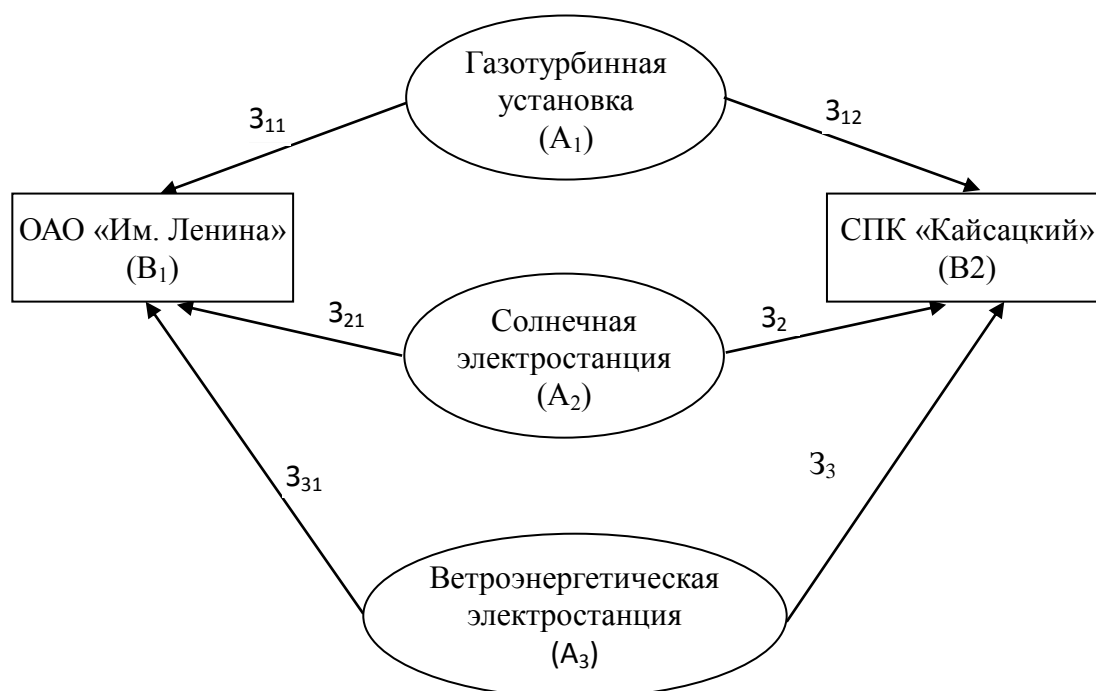 Газотурбинная
установка
(А₁)
З₁₁
З₁₂
ОАО «Им. Ленина»
(В₁)
СПК «Кайсацкий»
(В2)
З₂₁
Солнечная
электростанция
(А₂)
З₂
З₃₁
З₃
Ветроэнергетическая
электростанция
(А₃)